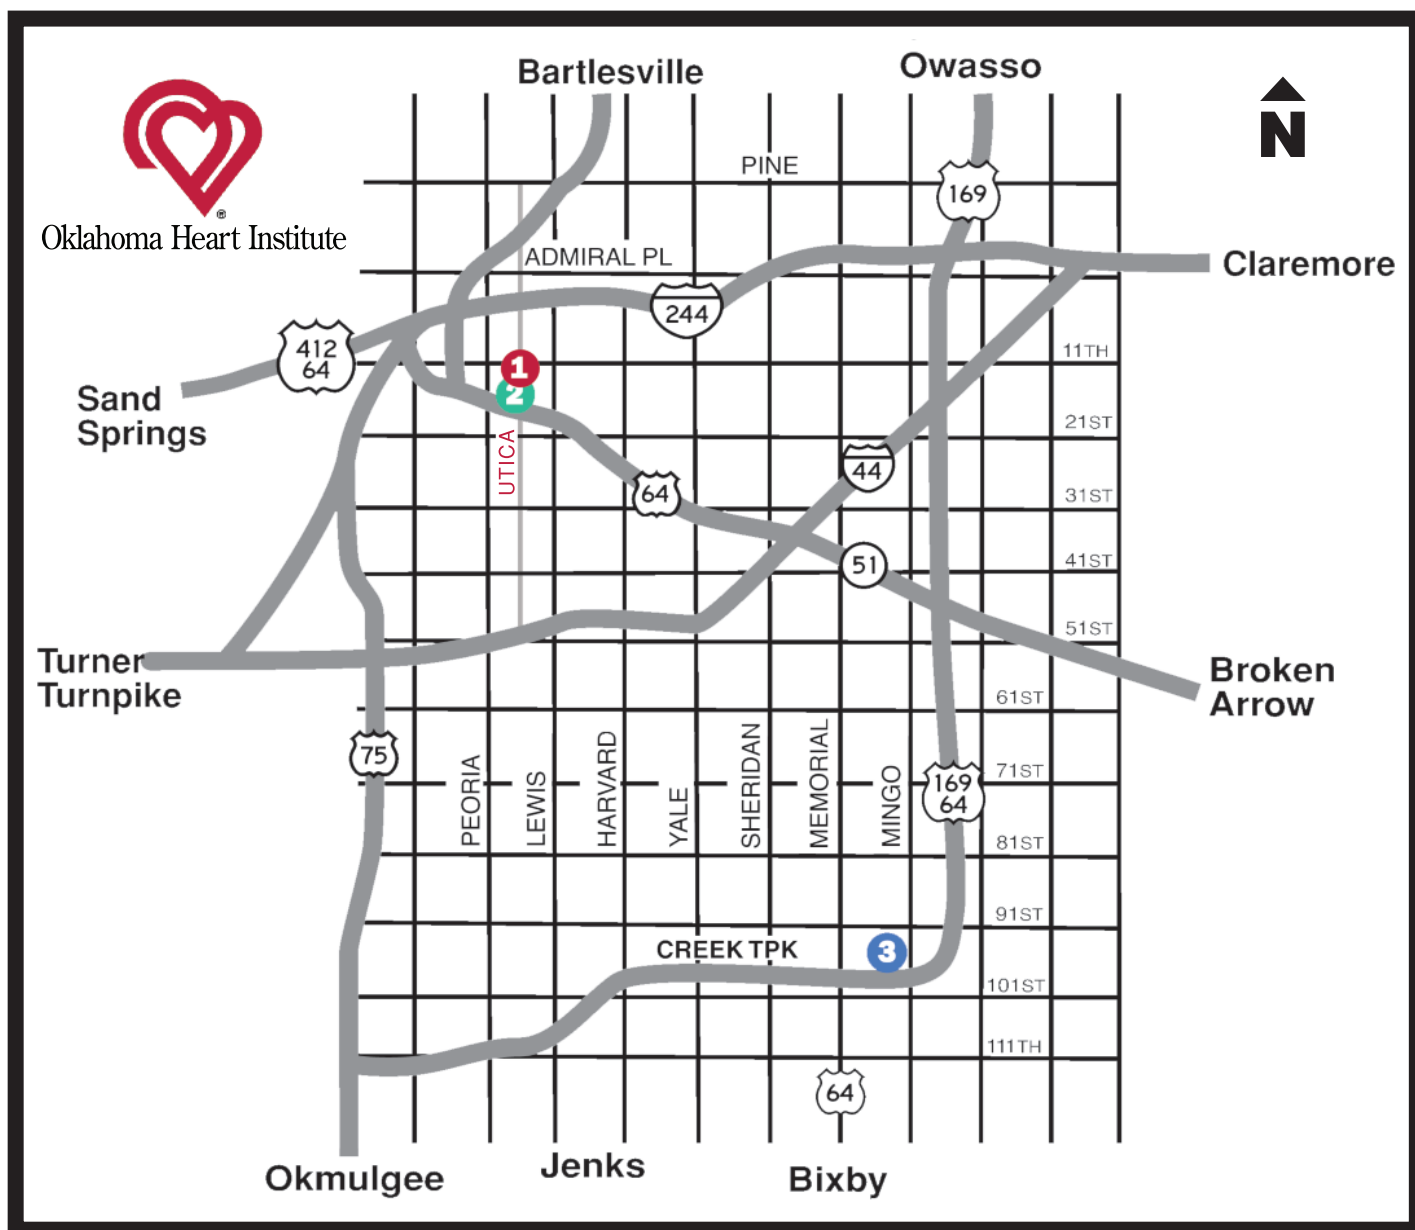 Bartlesville
Owasso
N
PINE
169
®
Oklahoma Heart Institute
ADMIRAL PL
Claremore
244
412
64
11TH
1
2
Sand
Springs
21ST
UTICA
44
64
31ST
51
41ST
51ST
Turner
Turnpike
Broken
Arrow
61ST
75
PEORIA
LEWIS
HARVARD
YALE
SHERIDAN
MEMORIAL
MINGO
169
64
71ST
81ST
91ST
CREEK TPK
3
101ST
111TH
64
Okmulgee
Jenks
Bixby